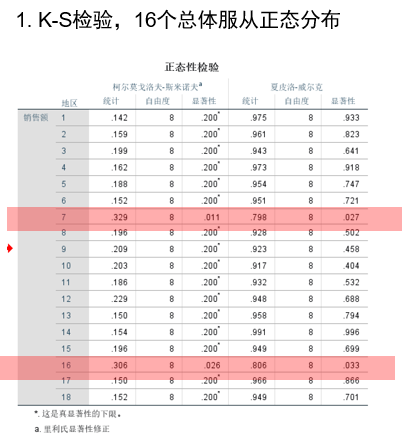 1. K-S检验，16个总体服从正态分布
正态性检验
柯尔莫戈洛夫-斯米诺夫a 夏皮洛-威尔克
地区 统计 自由度 显著性 统计 自由度 显著性
销售额 1 .142 8 .200* .975 8 .933
2 .159 8 .200* .961 8 .823
3 .199 8 .200* .943 8 .641
4 .162 8 .200* .973 8 .918
5 .188 8 .200* .954 8 .747
6 .152 8 .200* .951 8 .721
7 .329 8 .011 .798 8 .027
8 .196 8 .200* .928 8 .502
9 .209 8 .200* .923 8 .458
10 .203 8 .200* .917 8 .404
11 .186 8 .200* .932 8 .532
12 .229 8 .200* .948 8 .688
13 .150 8 .200* .958 8 .794
14 .154 8 .200* .991 8 .996
15 .196 8 .200* .949 8 .699
16 .306 8 .026 .806 8 .033
17 .150 8 .200* .966 8 .866
18 .152 8 .200* .949 8 .701
*. 这是真显著性的下限。
a. 里利氏显著性修正